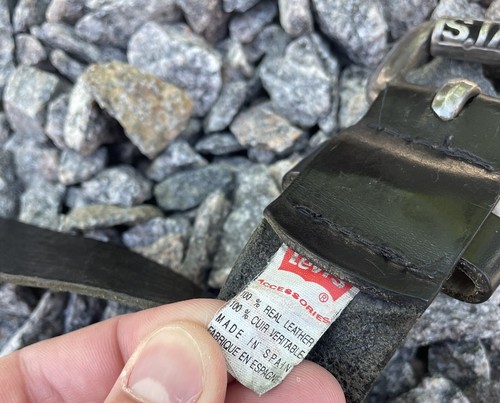 Levi's
®
ACCESSORIES
100 % REAL LEATHER
100 % CUIR VERITABLE
MADE IN SPAIN
FABRIQUE EN ESPAGNE